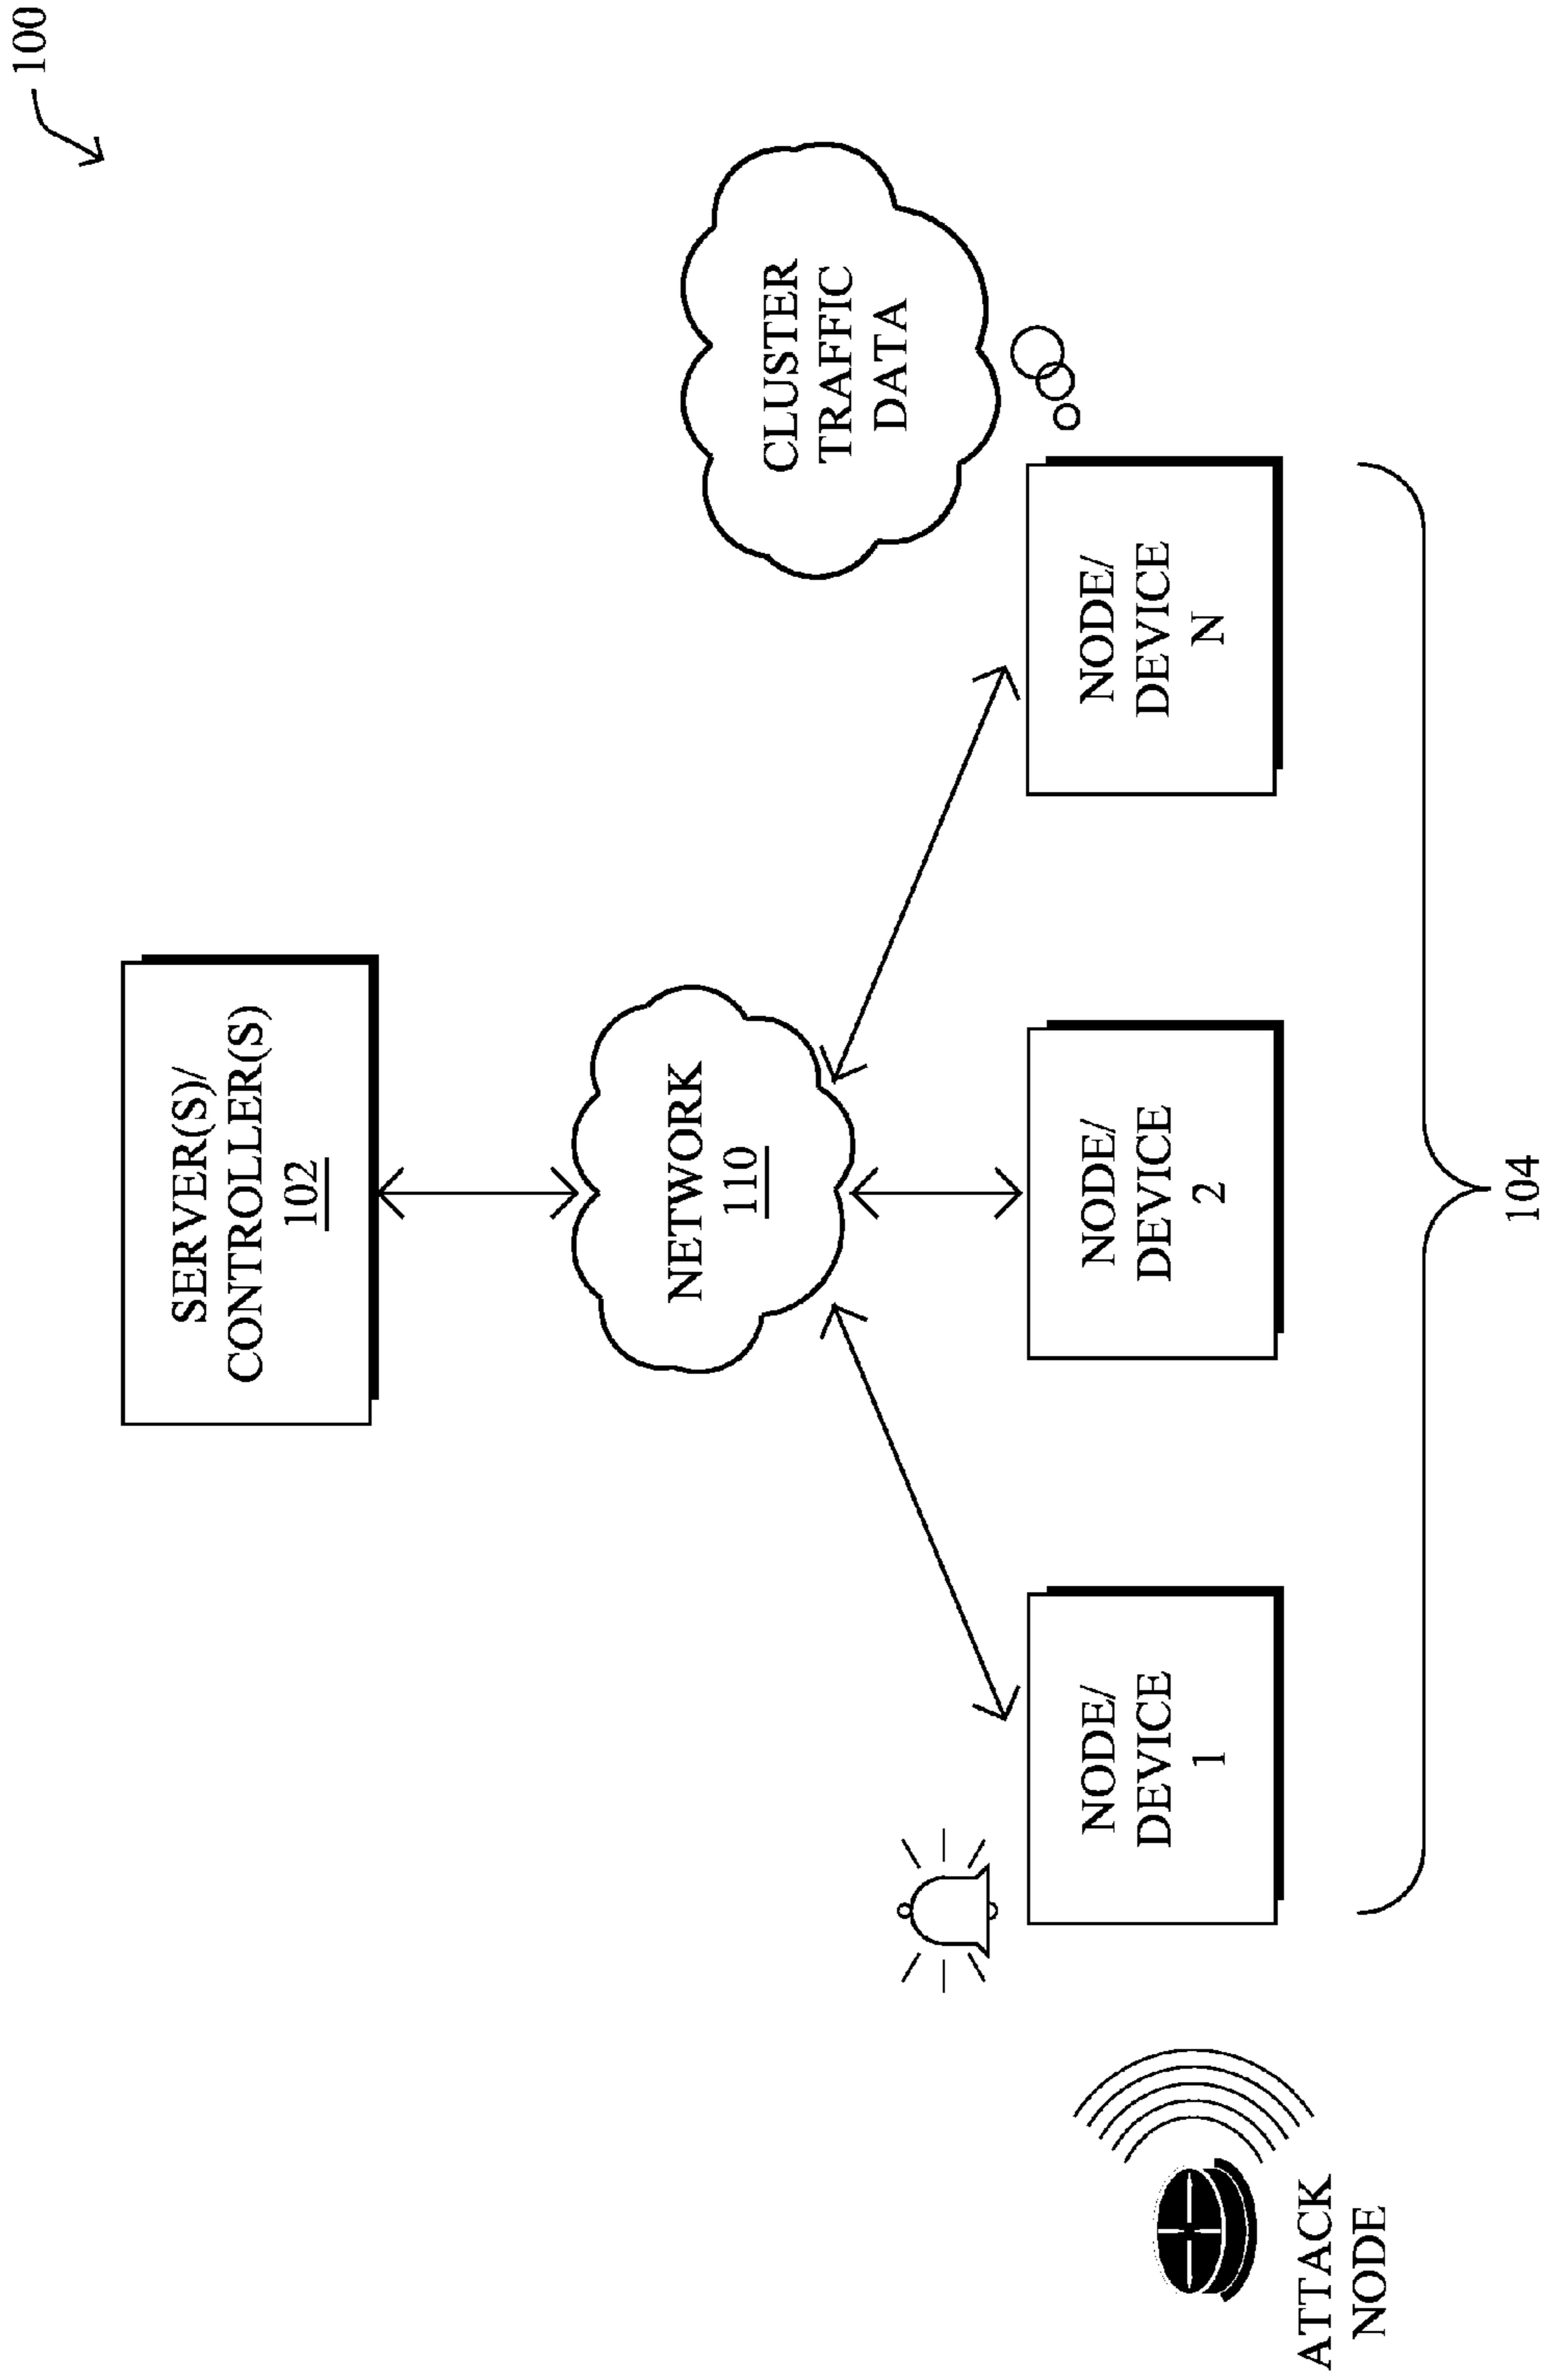 100
SERVER(S)/
CONTROLLER(S)
102
NETWORK
110
CLUSTER
TRAFFIC
DATA
NODE/
DEVICE
1
NODE/
DEVICE
2
NODE/
DEVICE
N
ATTACK
NODE
104